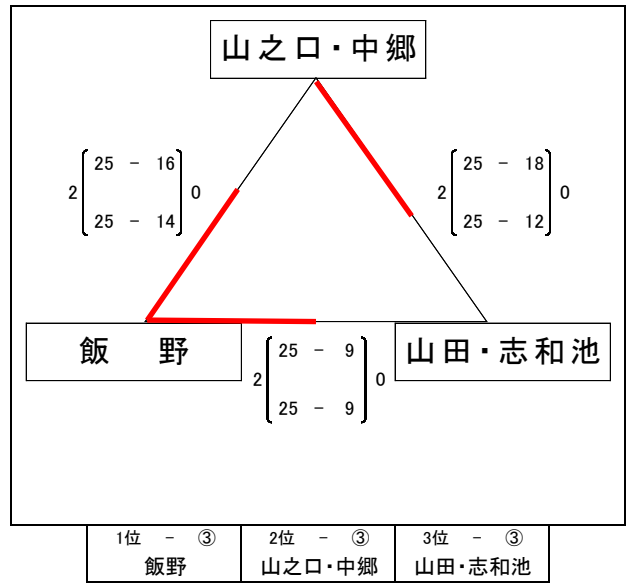 山之口・中郷
25 － 16
2 0
25 － 14
25 － 18
2 0
25 － 12
飯　野
山田・志和池
25 － 9
2 0
25 － 9
1位 － ③
飯野
2位 － ③
山之口・中郷
3位 － ③
山田・志和池